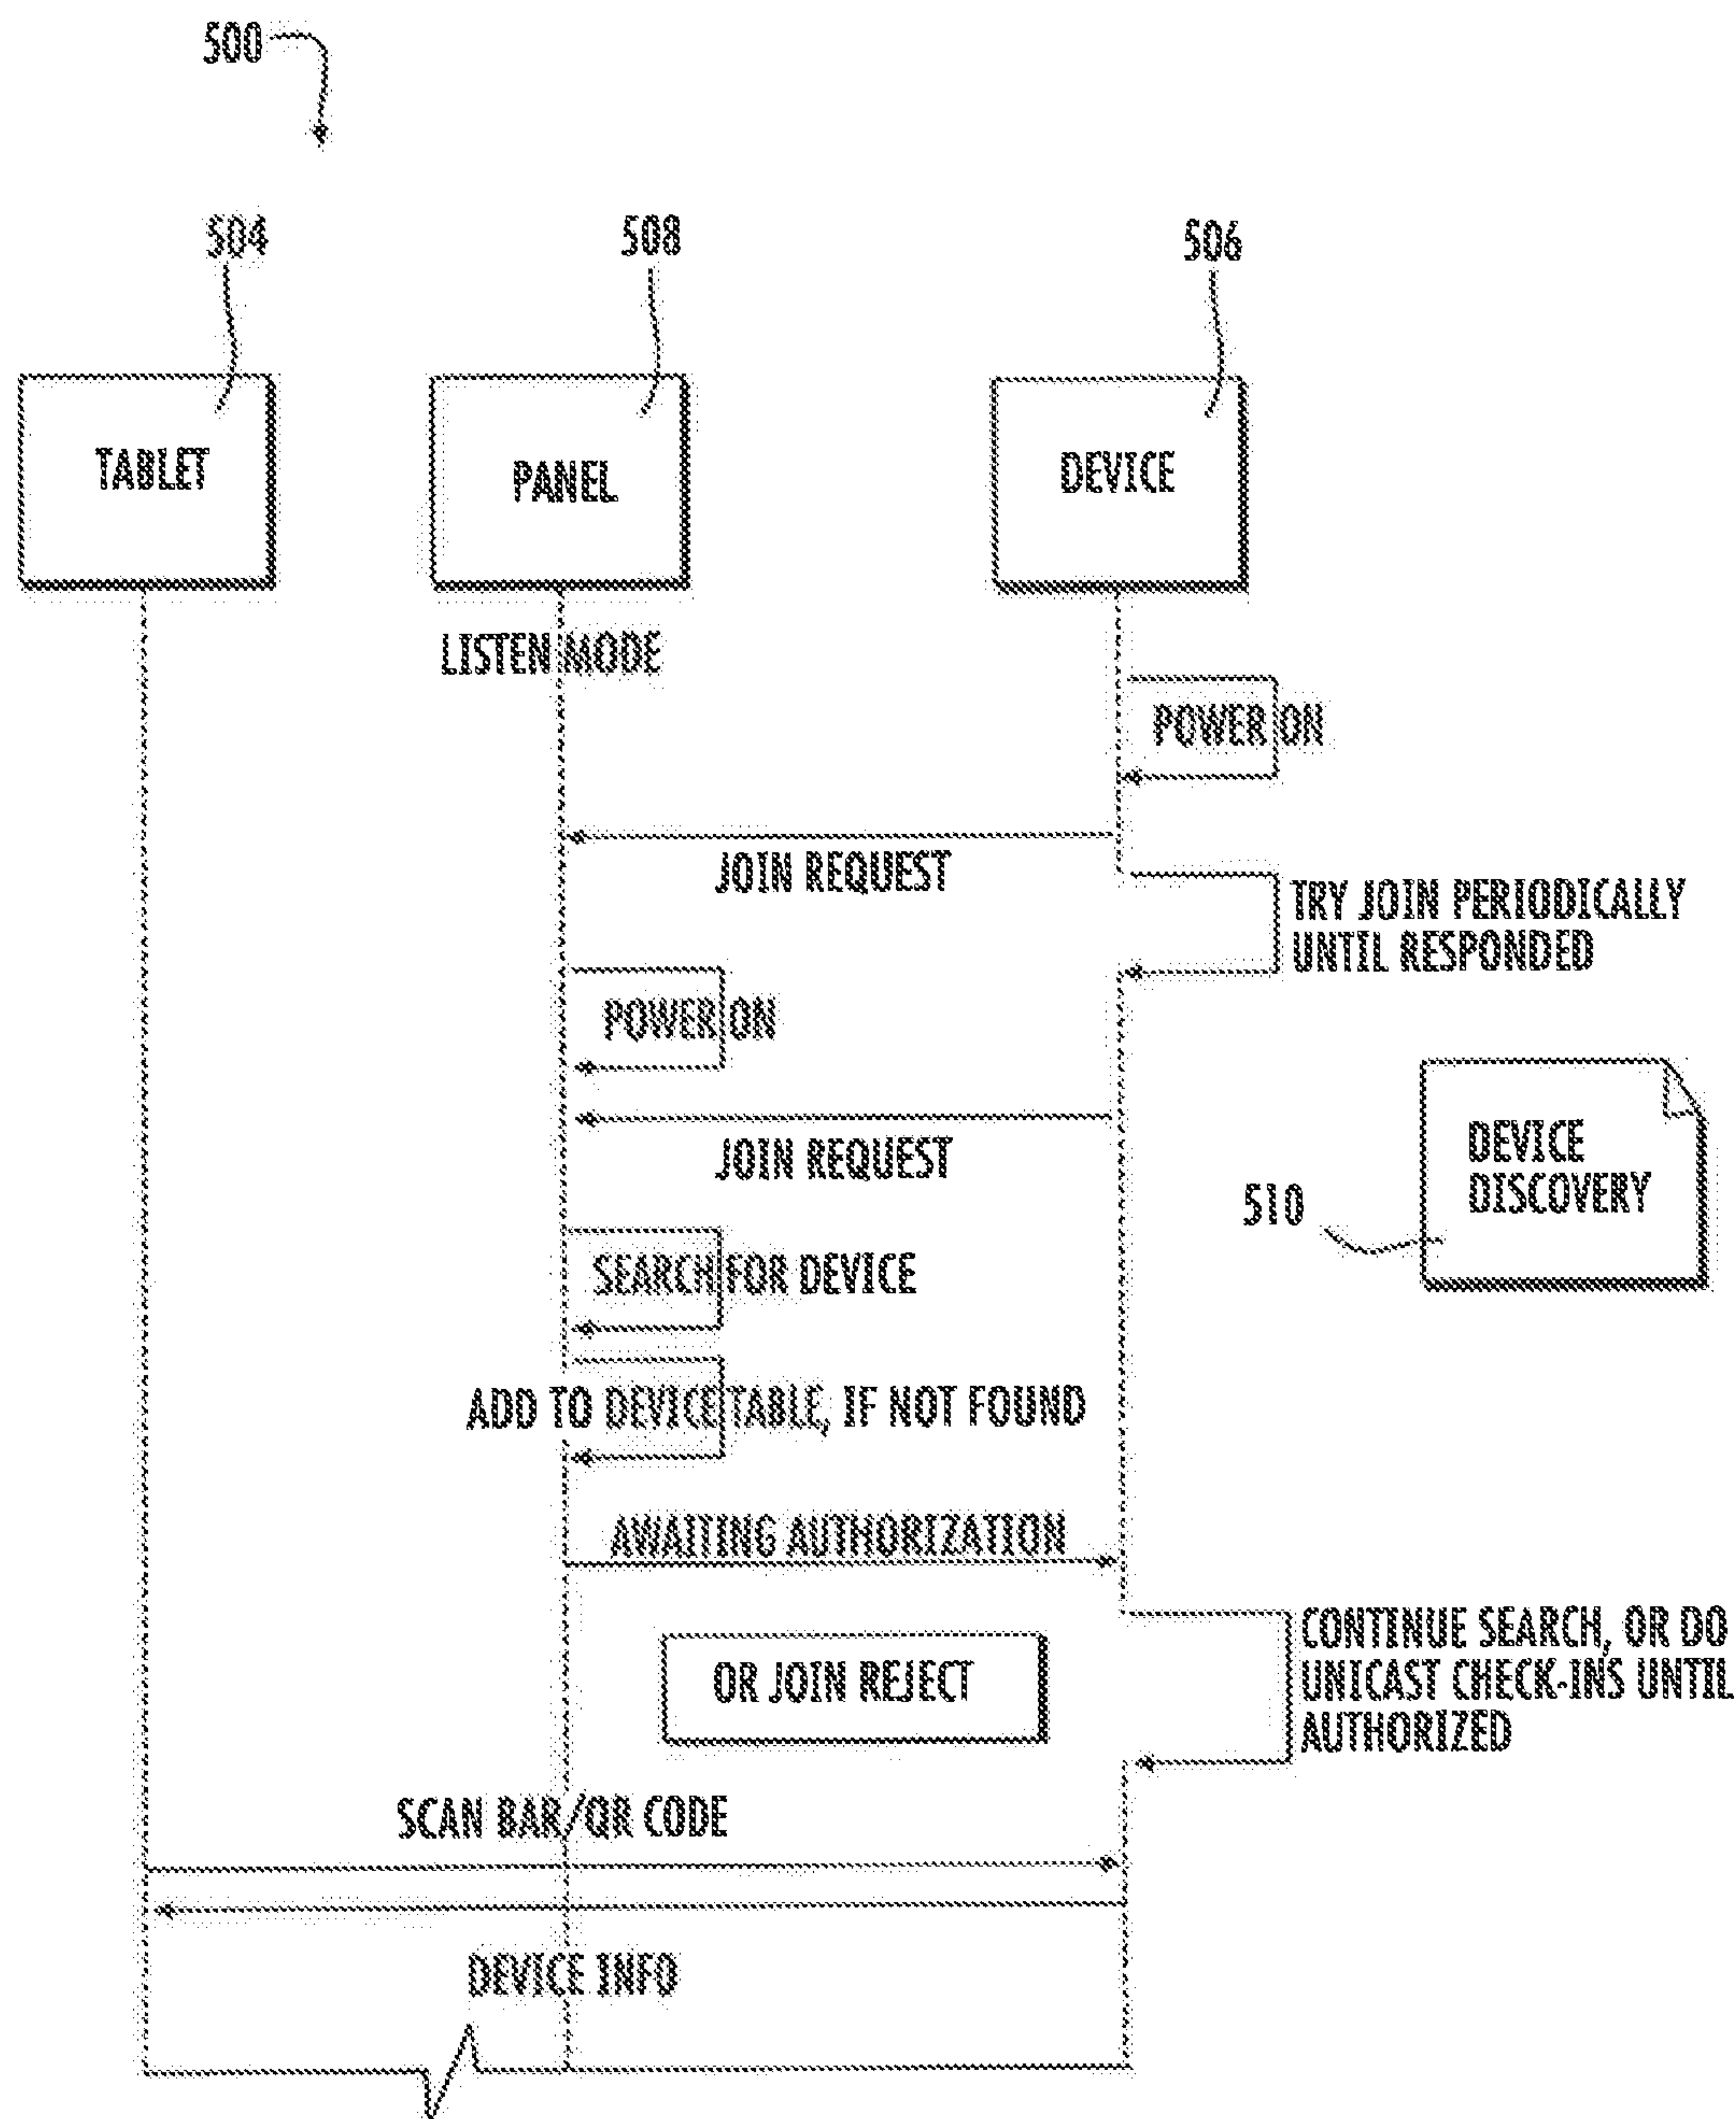 500
504
508
506
TABLET
PANEL
DEVICE
LISTEN MODE
POWER ON
JOIN REQUEST
TRY JOIN PERIODICALLY
UNTIL RESPONDED
POWER ON
JOIN REQUEST
DEVICE
DISCOVERY
510
SEARCH FOR DEVICE
ADD TO DEVICE TABLE, IF NOT FOUND
AWAITING AUTHORIZATION
OR JOIN REJECT
CONTINUE SEARCH, OR DO
UNICAST CHECK-INS UNTIL
AUTHORIZED
SCAN BAR/QR CODE
DEVICE INFO